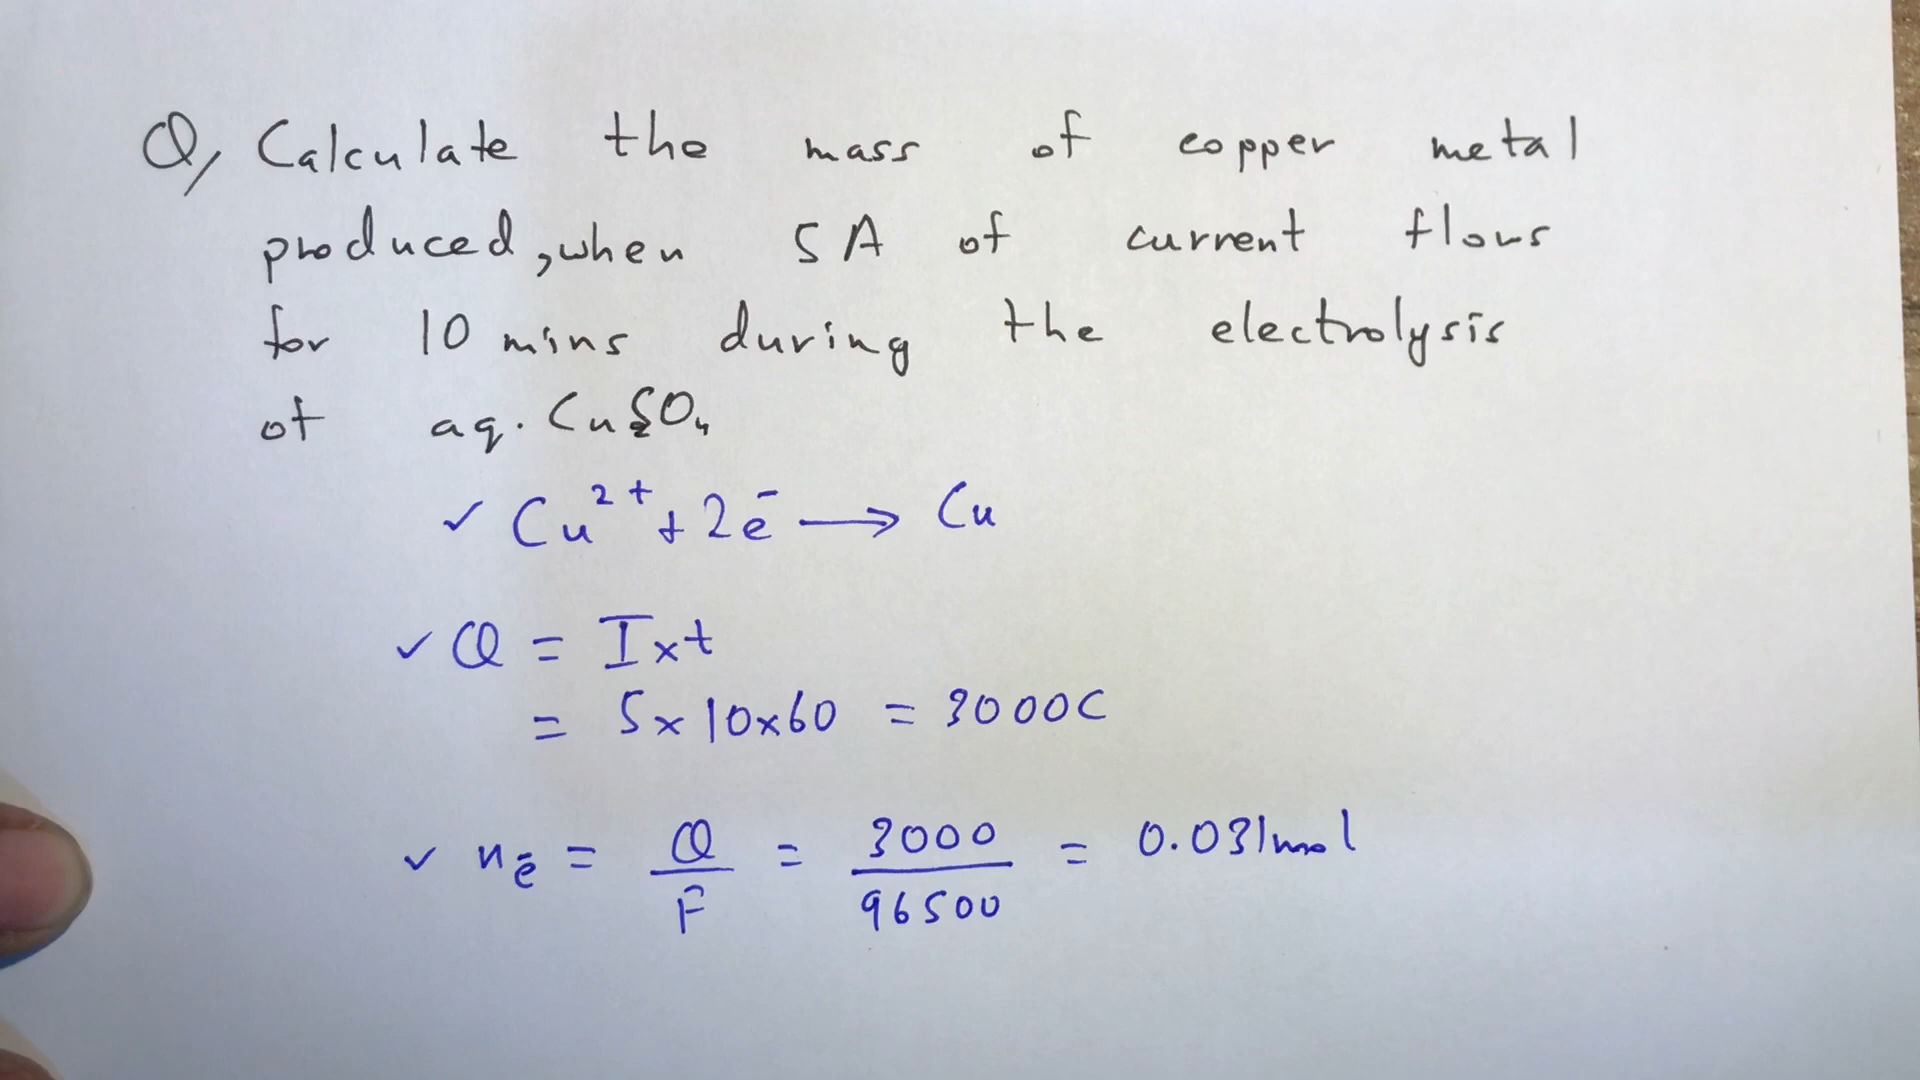 Q, Calculate the mass of copper metal
produced, when 5A of current flows
for 10 mins during the electrolysis
of aq. CuSO₄
✓ Cu²⁺ + 2e⁻ → Cu
✓ Q = I×t
= 5×10×60 = 3000C
✓ nē = Q/F = 3000/96500 = 0.031mol